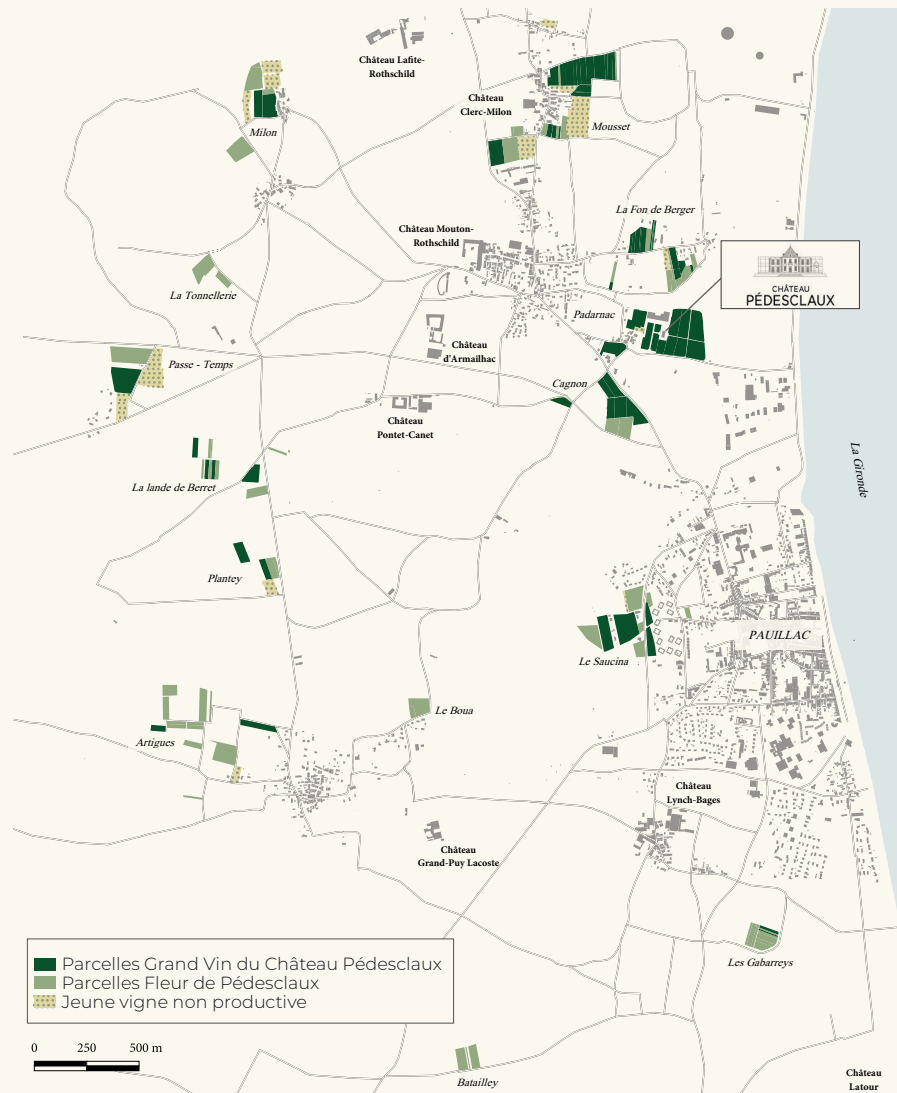 Château Lafite-
Rothschild
Château
Clerc-Milon
Milon
Mousset
La Fon de Berger
Château Mouton-
Rothschild
CHÂTEAU
PÉDESCLAUX
La Tonnellerie
Padarnac
Château
d'Armailhac
Passe - Temps
Cagnon
Château
Pontet-Canet
La Gironde
La lande de Berret
Plantey
PAUILLAC
Le Saucina
Le Boua
Artigues
Château
Lynch-Bages
Château
Grand-Puy Lacoste
Les Gabarreys
Parcelles Grand Vin du Château Pédesclaux
Parcelles Fleur de Pédesclaux
Jeune vigne non productive
0 250 500 m
Batailley
Château
Latour